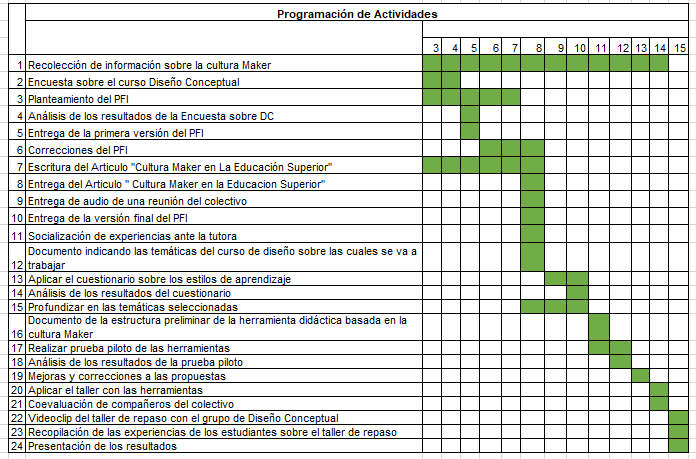 Programación de Actividades
3 4 5 6 7 8 9 10 11 12 13 14 15
1 Recolección de información sobre la cultura Maker
2 Encuesta sobre el curso Diseño Conceptual
3 Planteamiento del PFI
4 Análisis de los resultados de la Encuesta sobre DC
5 Entrega de la primera versión del PFI
6 Correcciones del PFI
7 Escritura del Articulo "Cultura Maker en La Educación Superior"
8 Entrega del Articulo " Cultura Maker en la Educacion Superior"
9 Entrega de audio de una reunión del colectivo
10 Entrega de la versión final del PFI
11 Socialización de experiencias ante la tutora
Documento indicando las temáticas del curso de diseño sobre las cuales se va a
12 trabajar
13 Aplicar el cuestionario sobre los estilos de aprendizaje
14 Análisis de los resultados del cuestionario
15 Profundizar en las temáticas seleccionadas
Documento de la estructura preliminar de la herramienta didáctica basada en la
16 cultura Maker
17 Realizar prueba piloto de las herramientas
18 Análisis de los resultados de la prueba piloto
19 Mejoras y correcciones a las propuestas
20 Aplicar el taller con las herramientas
21 Coevaluación de compañeros del colectivo
22 Videoclip del taller de repaso con el grupo de Diseño Conceptual
23 Recopilación de las experiencias de los estudiantes sobre el taller de repaso
24 Presentación de los resultados